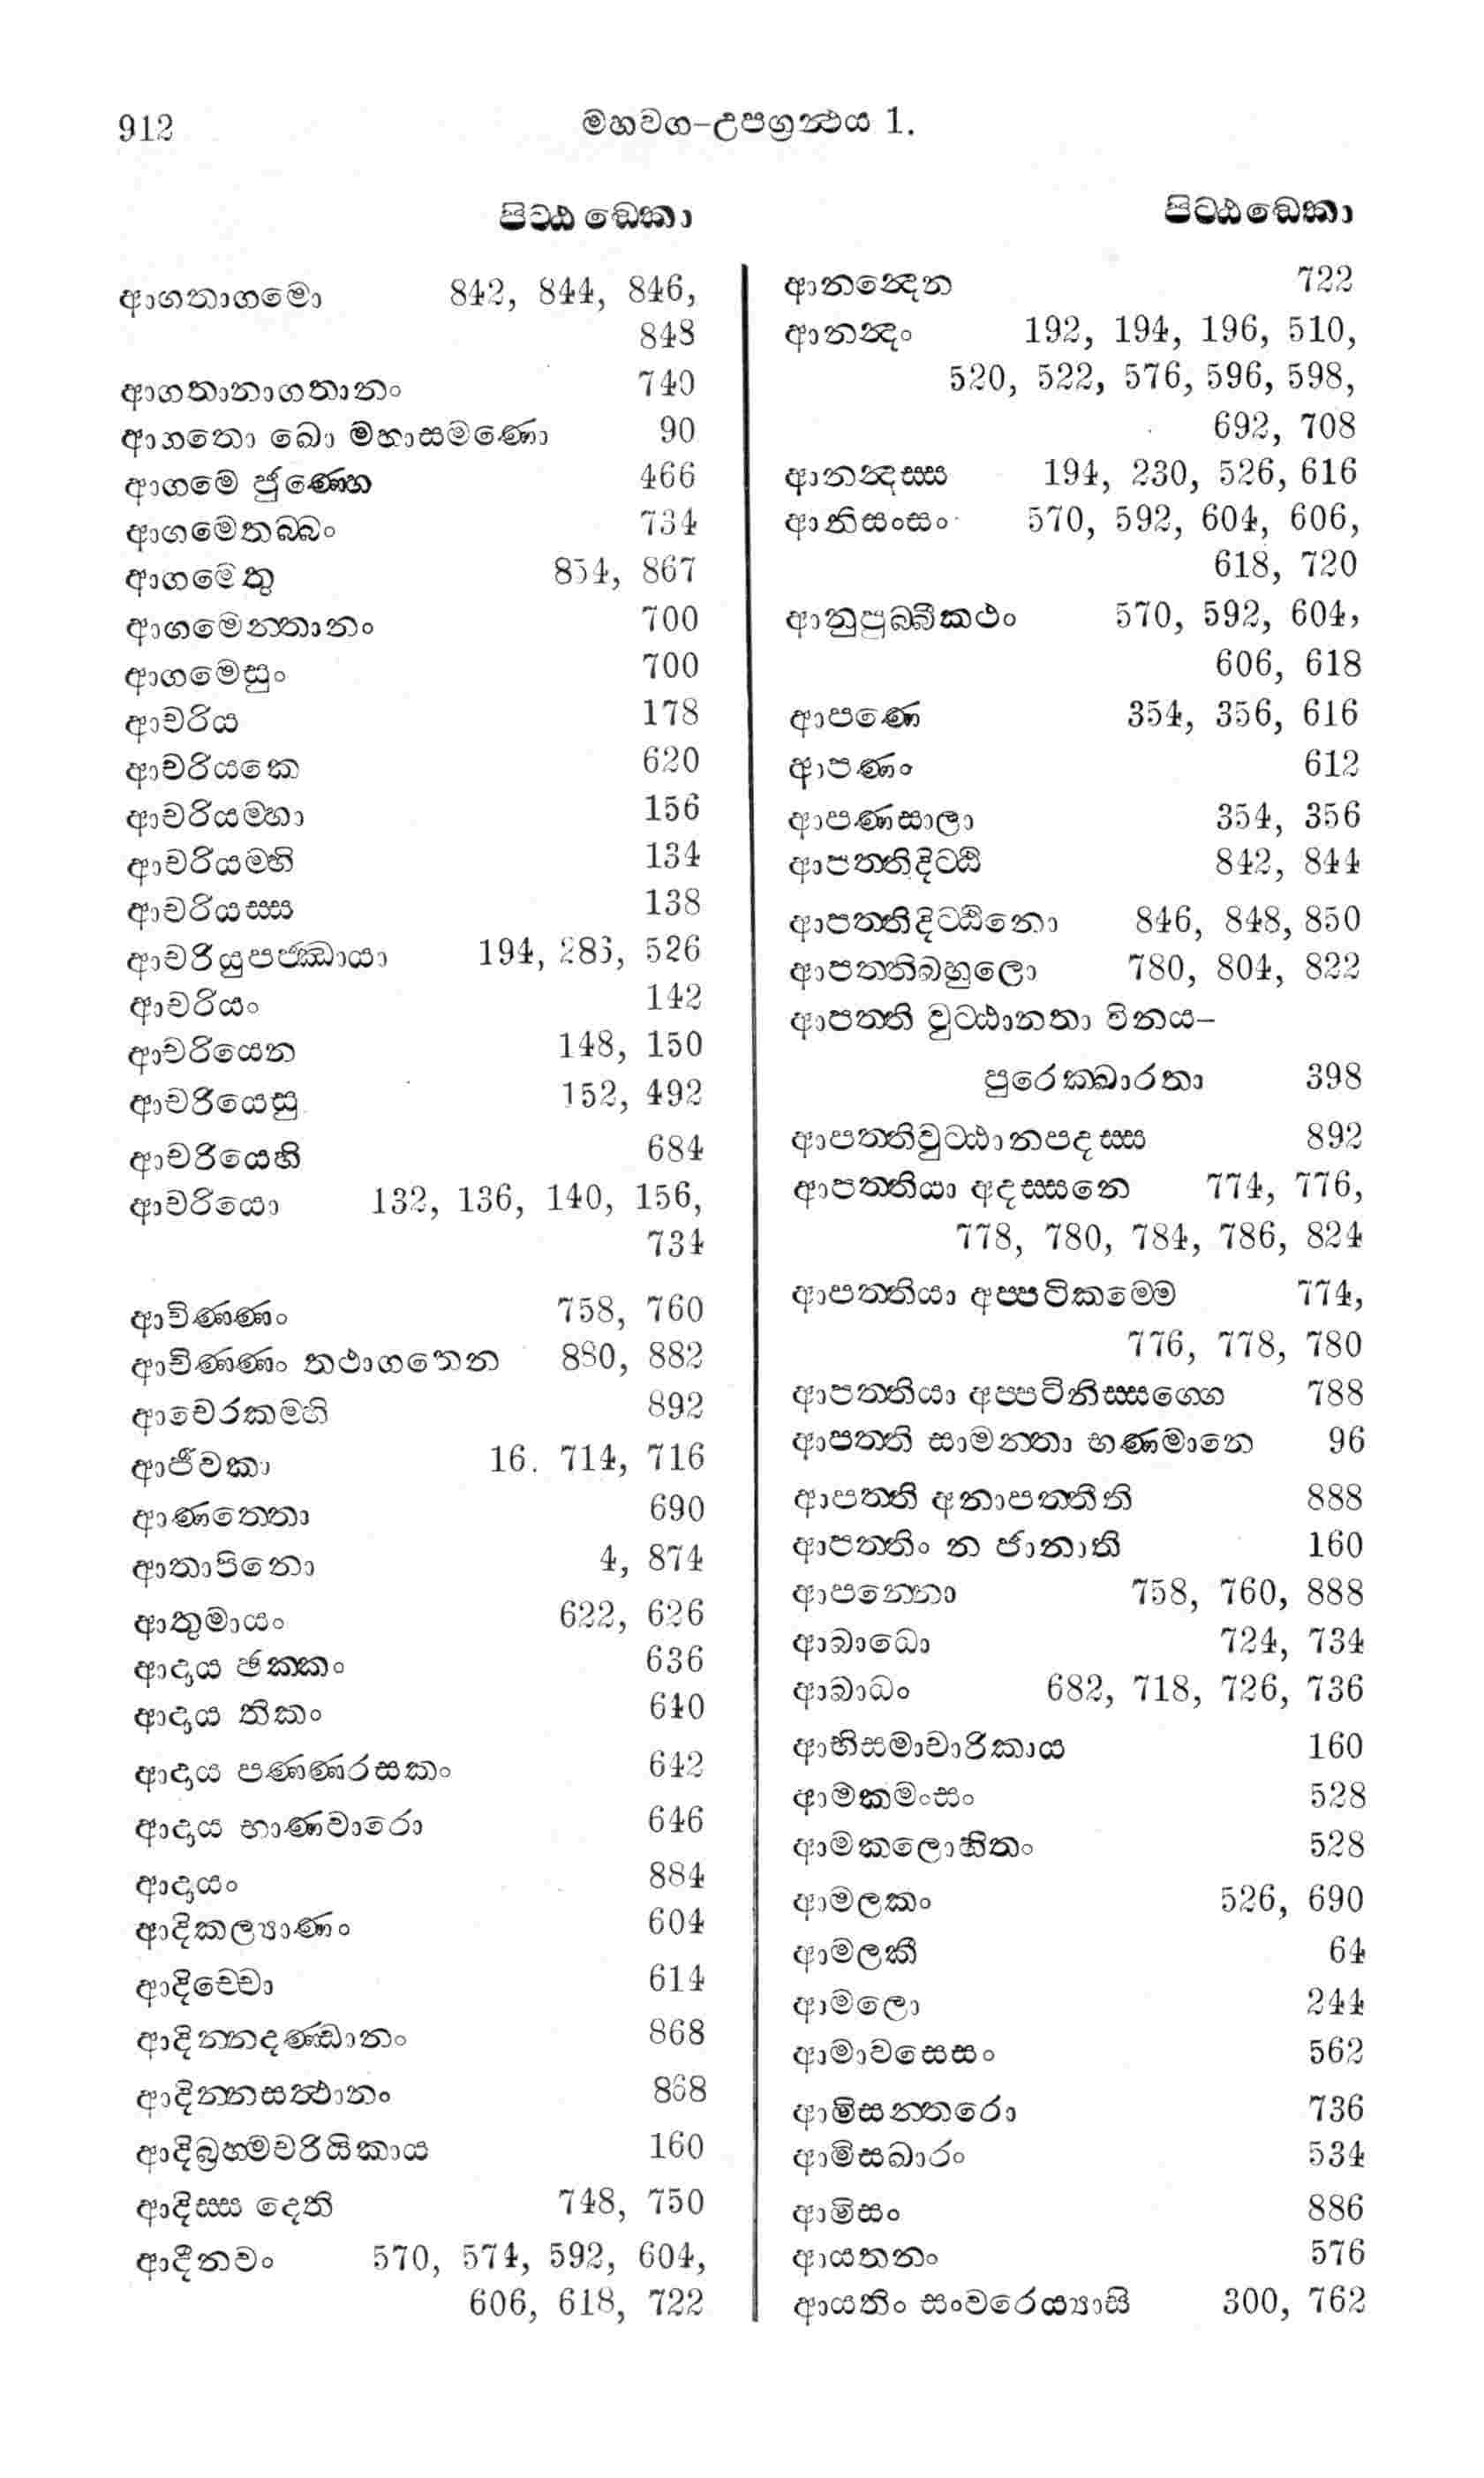 912
මහවග්ග-උපග්‍රන්ථය 1.
පිට්ඨඞ්කො
ආගතාගමො 842, 844, 846,
848
ආගතානාගතානං 740
ආගතො ඛො මහාසමණො 90
ආගමෙ ජුණ්හෙ 466
ආගමෙතබ්බං 734
ආගමෙතු 854, 867
ආගමෙන්තානං 700
ආගමෙසුං 700
ආචරිය 178
ආචරියකෙ 620
ආචරියම්හා 156
ආචරියම්හි 134
ආචරියස්ස 138
ආචරියුපජ්ඣායා 194, 286, 526
ආචරියං 142
ආචරියෙන 148, 150
ආචරියෙසු 152, 492
ආචරියෙහි 684
ආචරියො 132, 136, 140, 156,
734
ආචිණ්ණං 758, 760
ආචිණ්ණං තථාගතෙන 880, 882
ආචෙරකම්හි 892
ආජීවකා 16. 714, 716
ආණත්තො 690
ආතාපිනො 4, 874
ආතුමායං 622, 626
ආදාය ඡක්කං 636
ආදාය තිකං 640
ආදාය පණ්ණරසකං 642
ආදාය භාණවාරො 646
ආදායං 884
ආදිකල්‍යාණං 604
ආදිච්චො 614
ආදින්නදණ්ඩානං 868
ආදින්නසත්ථානං 868
ආදිබ්‍රහ්මචරියිකාය 160
ආදිස්ස දෙති 748, 750
ආදීනවං 570, 574, 592, 604,
606, 618, 722
පිට්ඨඞ්කො
ආනන්දෙන 722
ආනන්දං 192, 194, 196, 510,
520, 522, 576, 596, 598,
692, 708
ආනන්දස්ස 194, 230, 526, 616
ආනිසංසං 570, 592, 604, 606,
618, 720
ආනුපුබ්බීකථං 570, 592, 604,
606, 618
ආපණෙ 354, 356, 616
ආපණං 612
ආපණසාලා 354, 356
ආපත්තිදිට්ඨි 842, 844
ආපත්තිදිට්ඨිනො 846, 848, 850
ආපත්තිබහුලො 780, 804, 822
ආපත්ති වුට්ඨානතා විනය-
පුරෙක්ඛාරතා 398
ආපත්තිවුට්ඨානපදස්ස 892
ආපත්තියා අදස්සනෙ 774, 776,
778, 780, 784, 786, 824
ආපත්තියා අප්පටිකම්මෙ 774,
776, 778, 780
ආපත්තියා අප්පටිනිස්සග්ගෙ 788
ආපත්ති සාමන්තා භණමානෙ 96
ආපත්ති අනාපත්තීති 888
ආපත්තිං න ජානාති 160
ආපන්නො 758, 760, 888
ආබාධො 724, 734
ආබාධං 682, 718, 726, 736
ආභිසමාචාරිකාය 160
ආමකමංසං 528
ආමකලොහිතං 528
ආමලකං 526, 690
ආමලකී 64
ආමලො 244
ආමාවසෙසං 562
ආමිසන්තරො 736
ආමිසඛාරං 534
ආමිසං 886
ආයතනං 576
ආයතිං සංවරෙය්‍යාසි 300, 762